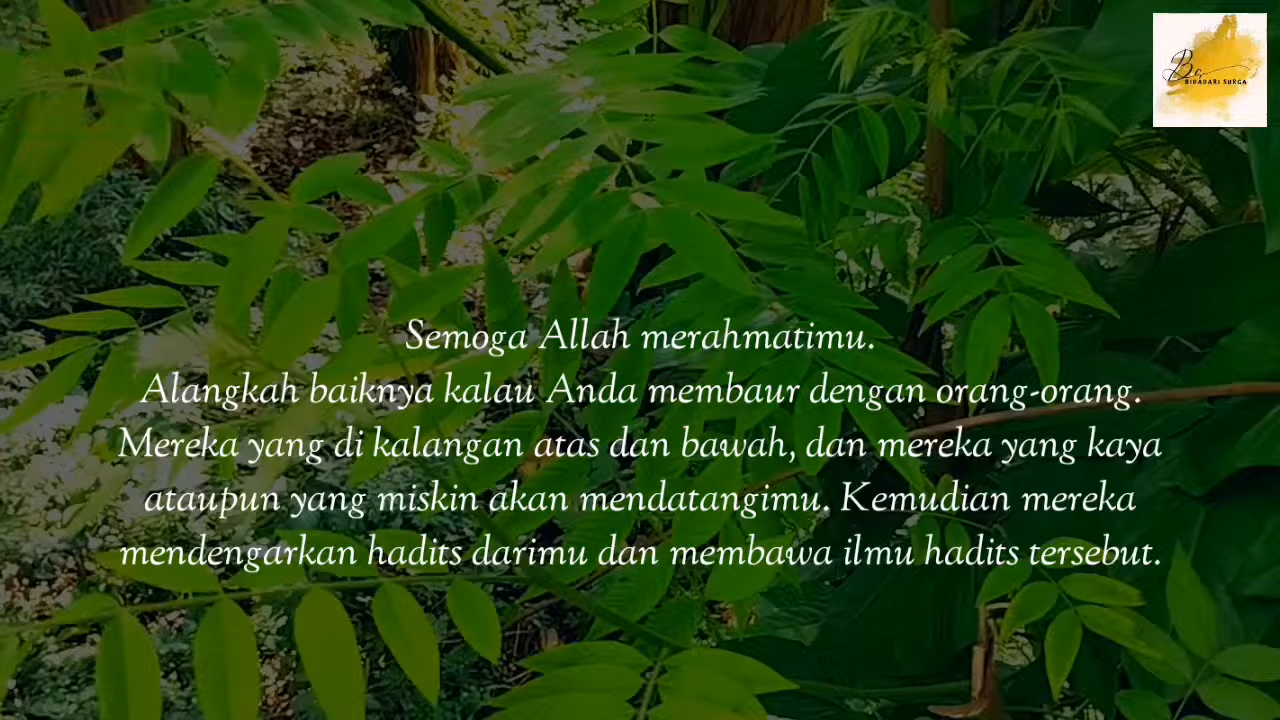 Be
BIDADARI SURGA
Semoga Allah merahmatimu.
Alangkah baiknya kalau Anda membaur dengan orang-orang.
Mereka yang di kalangan atas dan bawah, dan mereka yang kaya
ataupun yang miskin akan mendatangimu. Kemudian mereka
mendengarkan hadits darimu dan membawa ilmu hadits tersebut.